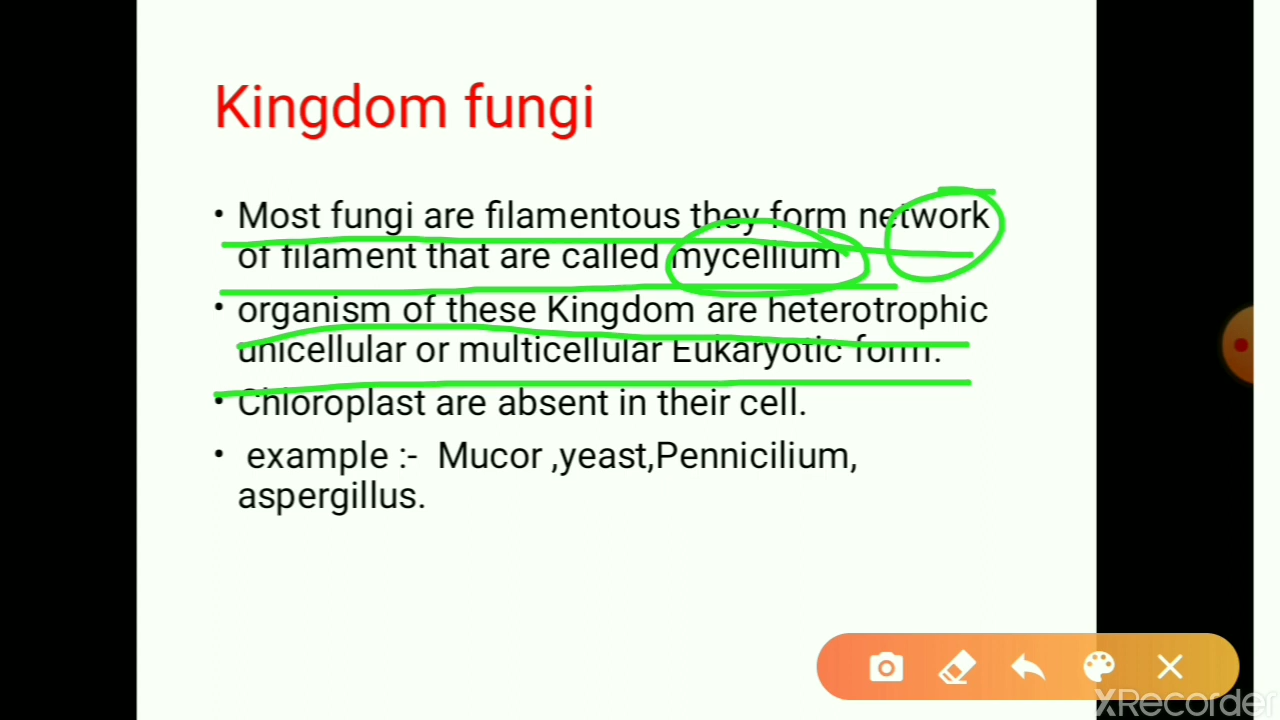 Kingdom fungi
• Most fungi are filamentous they form network
of filament that are called mycellium
• organism of these Kingdom are heterotrophic
unicellular or multicellular Eukaryotic form.
• Chloroplast are absent in their cell.
• example :- Mucor ,yeast,Pennicilium,
aspergillus.
XRecorder